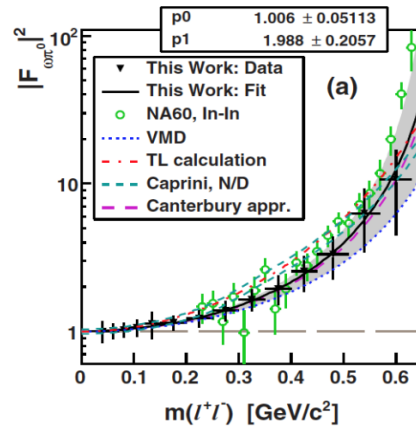 p0 1.006 ± 0.05113
p1 1.988 ± 0.2057
|F_{ωπ⁰}|²
10²
10
1
This Work: Data
This Work: Fit
NA60, In-In
VMD
TL calculation
Caprini, N/D
Canterbury appr.
(a)
0 0.1 0.2 0.3 0.4 0.5 0.6
m(l⁺l⁻) [GeV/c²]